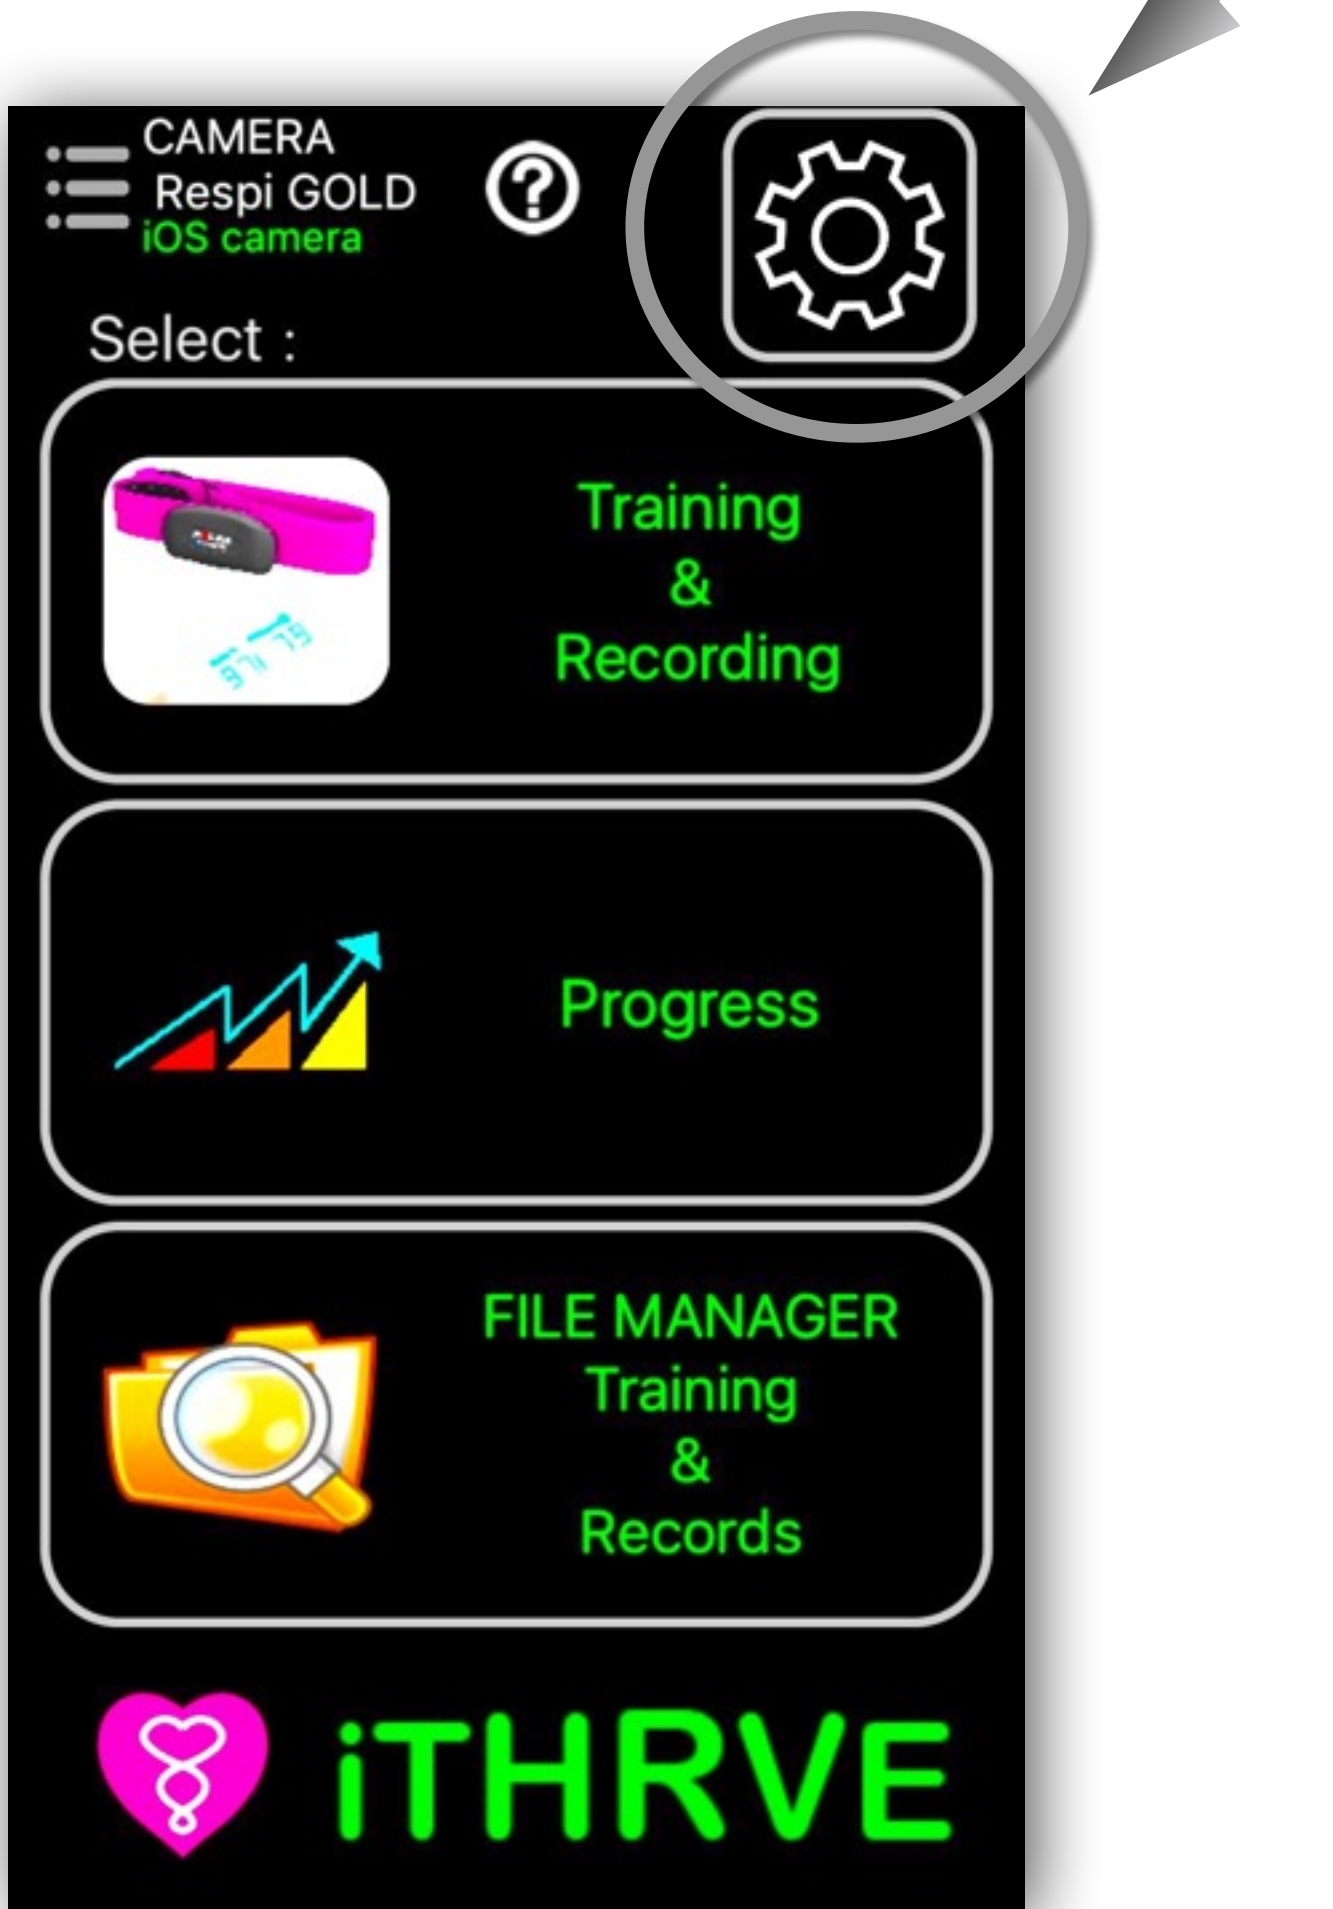 CAMERA
Respi GOLD
iOS camera
Select :
Training
&
Recording
Progress
FILE MANAGER
Training
&
Records
iTHRVE